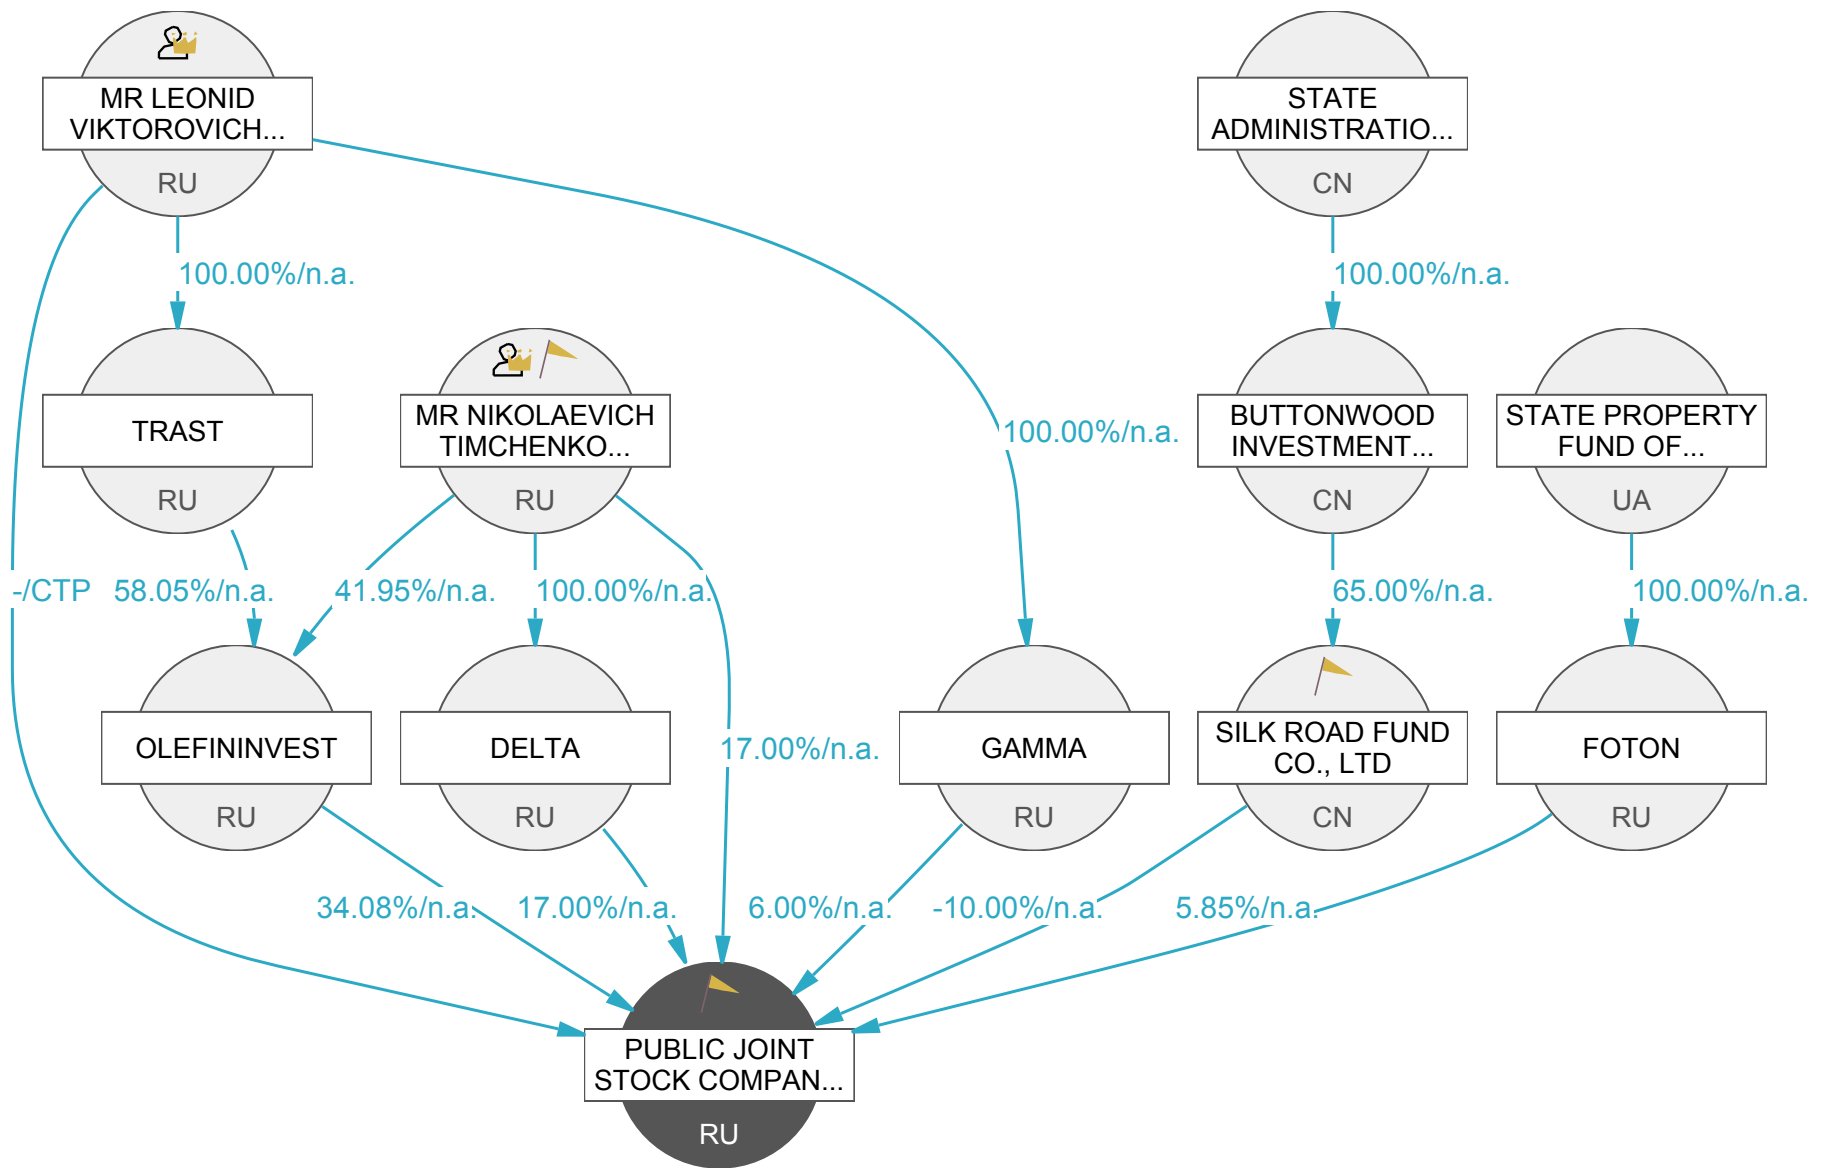 MR LEONID
VIKTOROVICH...
RU
STATE
ADMINISTRATIO...
CN
100.00%/n.a.
100.00%/n.a.
TRAST
RU
MR NIKOLAEVICH
TIMCHENKO...
RU
100.00%/n.a.
BUTTONWOOD
INVESTMENT...
CN
STATE PROPERTY
FUND OF...
UA
-/CTP
58.05%/n.a.
41.95%/n.a.
100.00%/n.a.
65.00%/n.a.
100.00%/n.a.
OLEFININVEST
RU
DELTA
RU
17.00%/n.a.
GAMMA
RU
SILK ROAD FUND
CO., LTD
CN
FOTON
RU
34.08%/n.a.
17.00%/n.a.
6.00%/n.a.
-10.00%/n.a.
5.85%/n.a.
PUBLIC JOINT
STOCK COMPAN...
RU